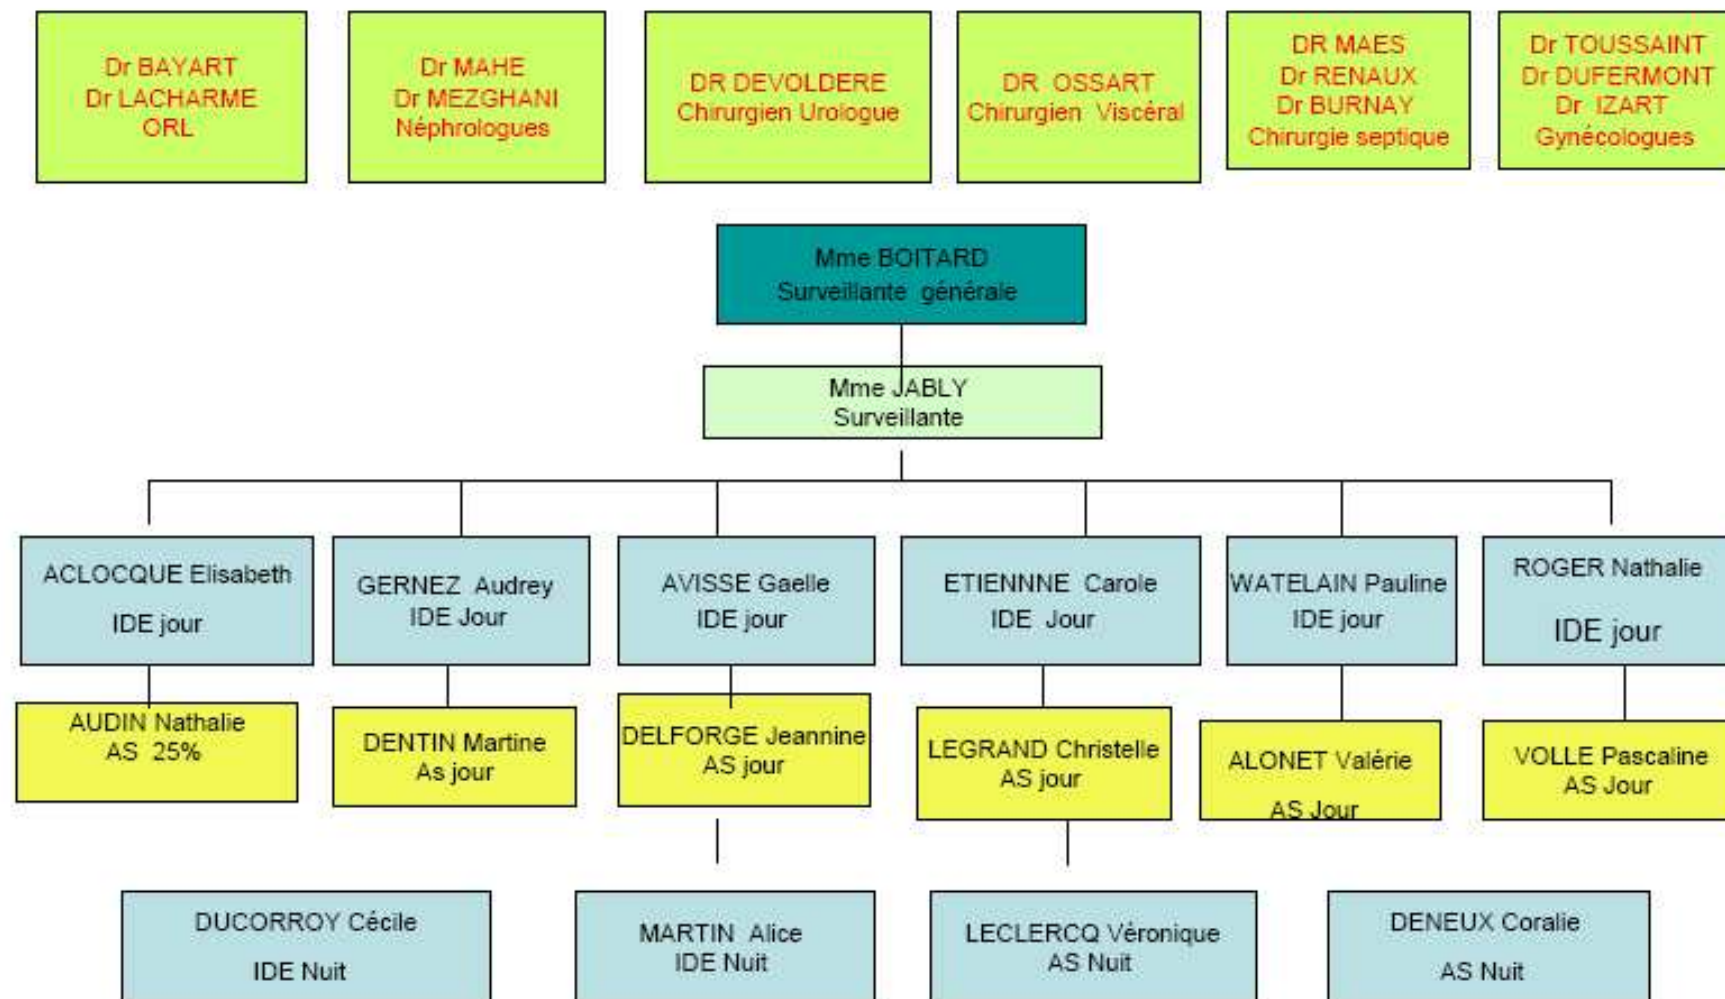 Dr BAYART
Dr LACHARME
ORL
Dr MAHE
Dr MEZGHANI
Néphrologues
DR DEVOLDERE
Chirurgien Urologue
DR OSSART
Chirurgien Viscéral
DR MAES
Dr RENAUX
Dr BURNAY
Chirurgie septique
Dr TOUSSAINT
Dr DUFERMONT
Dr IZART
Gynécologues
Mme BOITARD
Surveillante générale
Mme JABLY
Surveillante
ACLOCQUE Elisabeth
IDE jour
GERNEZ Audrey
IDE Jour
AVISSE Gaelle
IDE jour
ETIENNNE Carole
IDE Jour
WATELAIN Pauline
IDE jour
ROGER Nathalie
IDE jour
AUDIN Nathalie
AS 25%
DENTIN Martine
As jour
DELFORGE Jeannine
AS jour
LEGRAND Christelle
AS jour
ALONET Valérie
AS Jour
VOLLE Pascaline
AS Jour
DUCORROY Cécile
IDE Nuit
MARTIN Alice
IDE Nuit
LECLERCQ Véronique
AS Nuit
DENEUX Coralie
AS Nuit